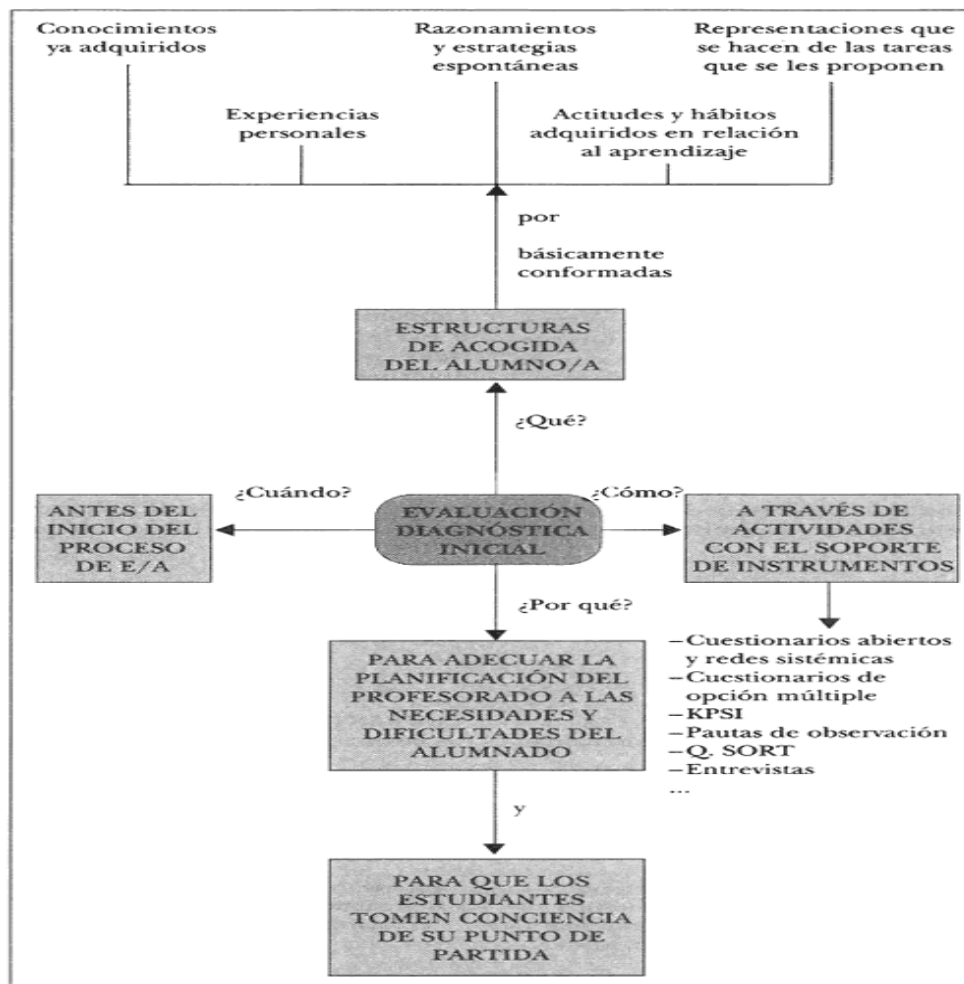 Conocimientos
ya adquiridos
Razonamientos
y estrategias
espontáneas
Representaciones que
se hacen de las tareas
que se les proponen
Experiencias
personales
Actitudes y hábitos
adquiridos en relación
al aprendizaje
por
básicamente
conformadas
ESTRUCTURAS
DE ACOGIDA
DEL ALUMNO/A
¿Qué?
¿Cuándo?
¿Cómo?
ANTES DEL
INICIO DEL
PROCESO
DE E/A
EVALUACIÓN
DIAGNÓSTICA
INICIAL
A TRAVÉS DE
ACTIVIDADES
CON EL SOPORTE
DE INSTRUMENTOS
¿Por qué?
PARA ADECUAR LA
PLANIFICACIÓN DEL
PROFESORADO A LAS
NECESIDADES Y
DIFICULTADES DEL
ALUMNADO
–Cuestionarios abiertos
y redes sistémicas
–Cuestionarios de
opción múltiple
–KPSI
–Pautas de observación
–Q. SORT
–Entrevistas
...
y
PARA QUE LOS
ESTUDIANTES
TOMEN CONCIENCIA
DE SU PUNTO DE
PARTIDA